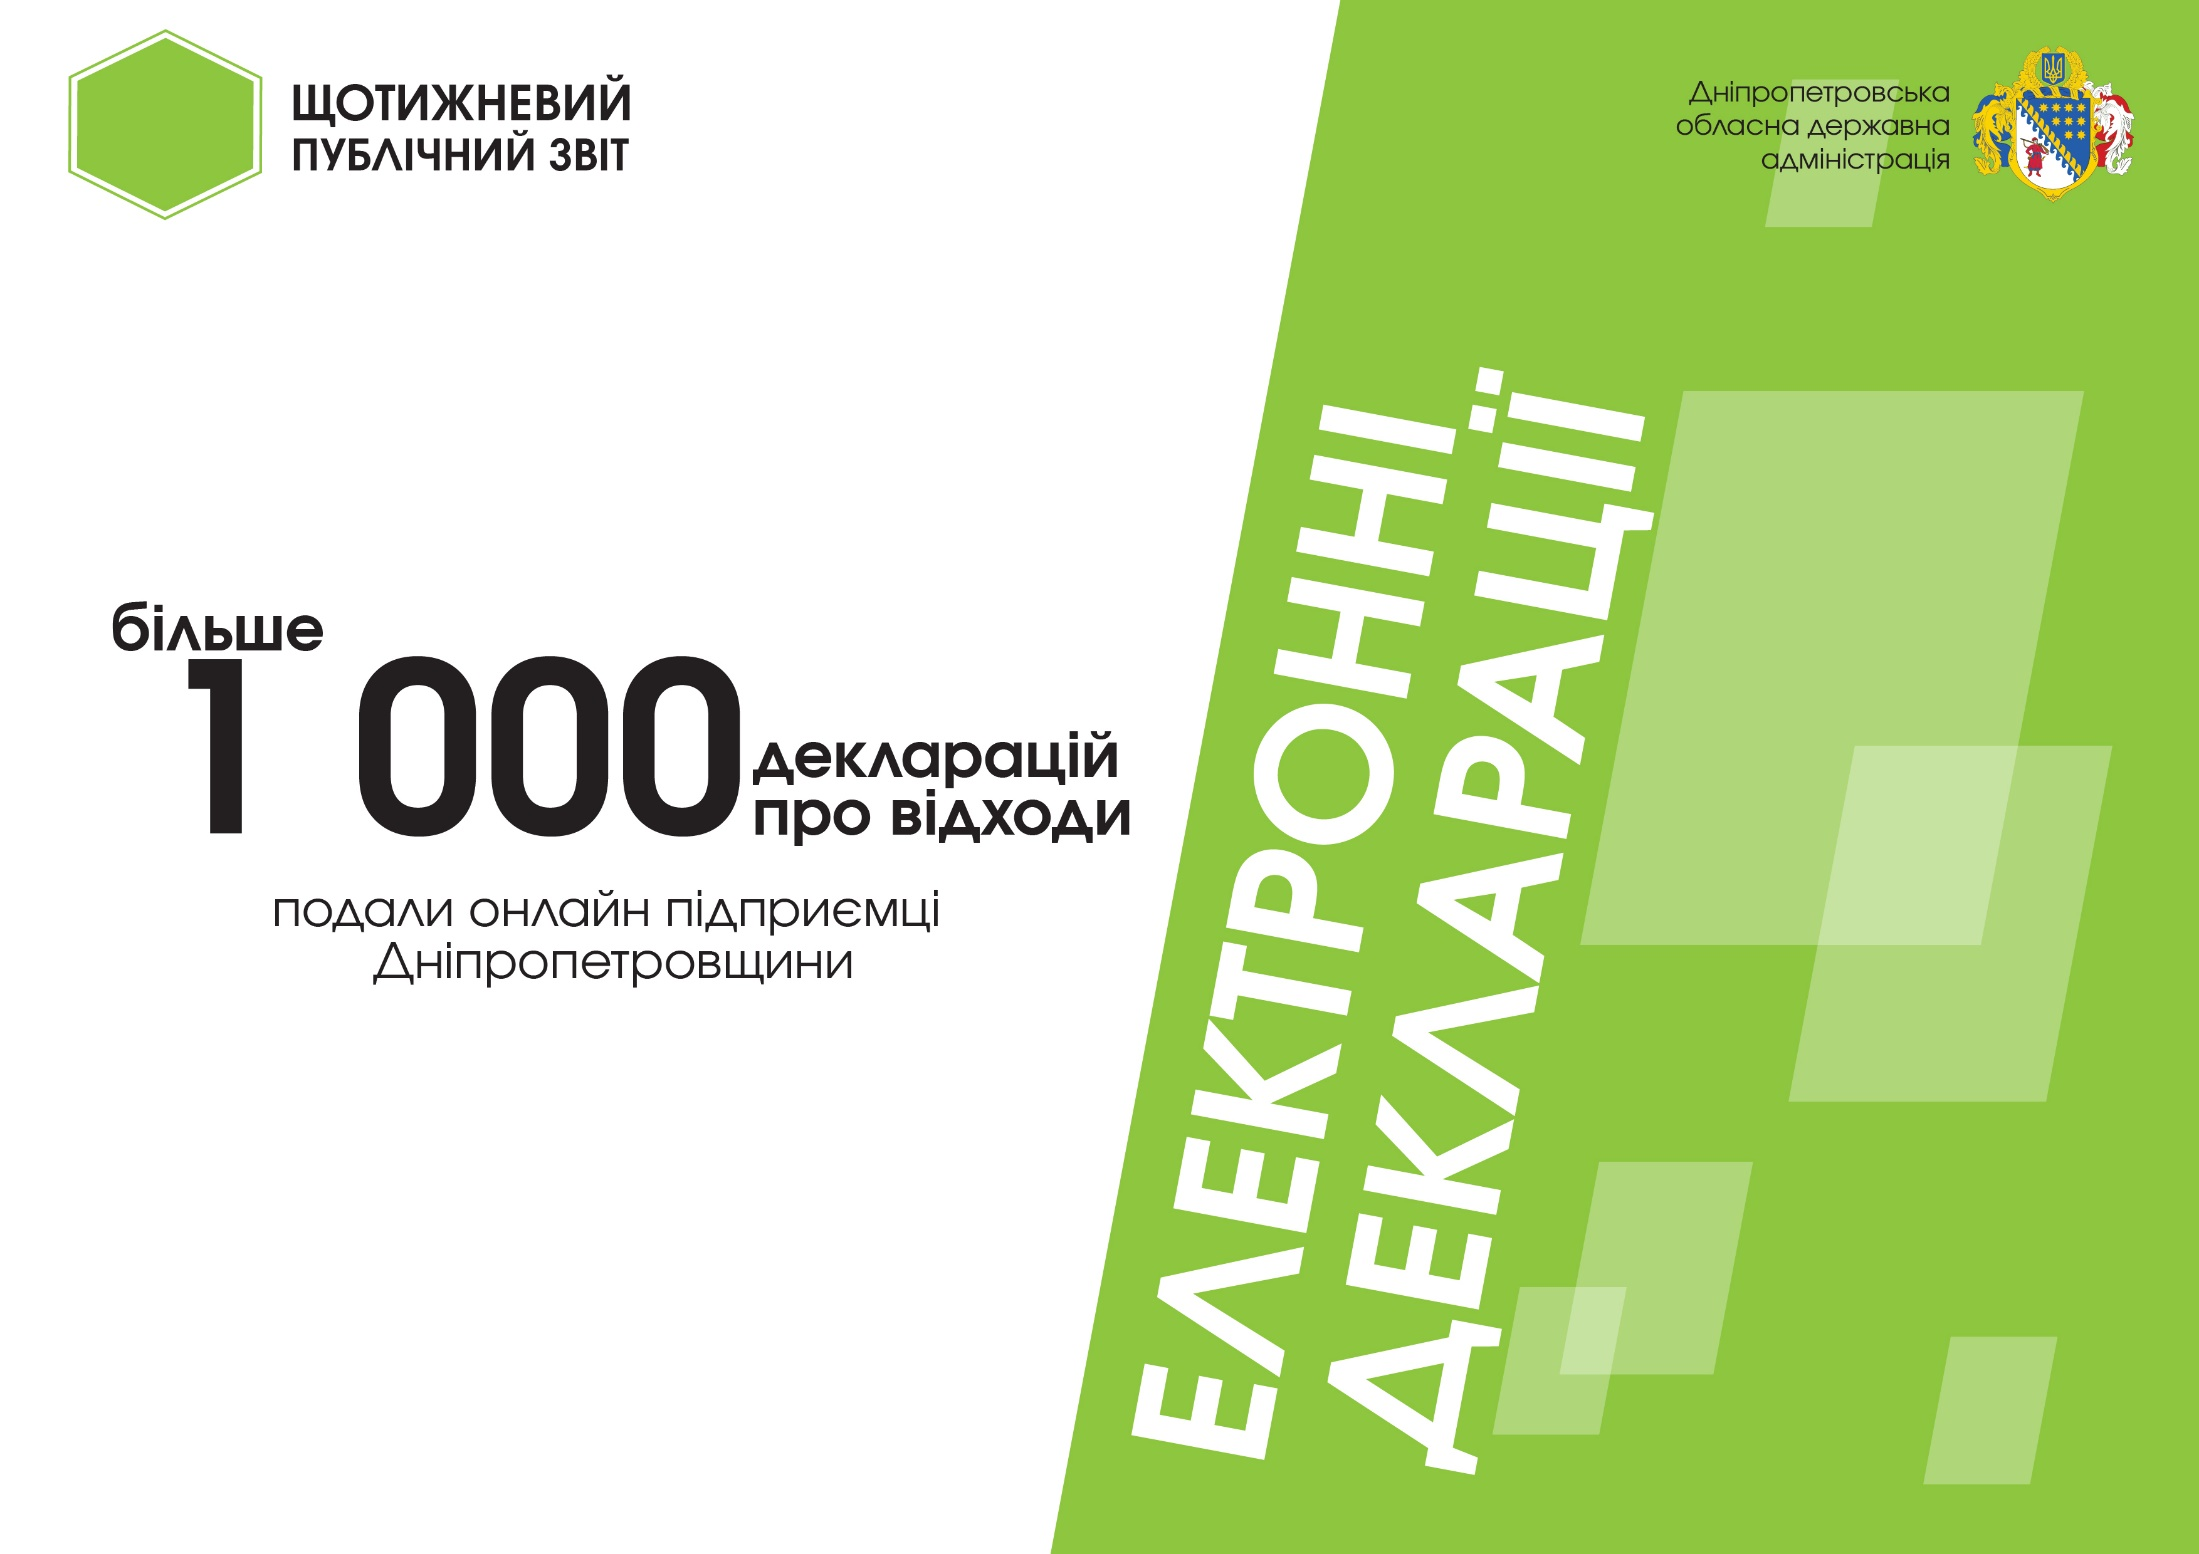 ЩОТИЖНЕВИЙ
ПУБЛІЧНИЙ ЗВІТ
Дніпропетровська
обласна державна
адміністрація
більше
1 000
декларацій
про відходи
подали онлайн підприємці
Дніпропетровщини
ЕЛЕКТРОННІ
ДЕКЛАРАЦІЇ